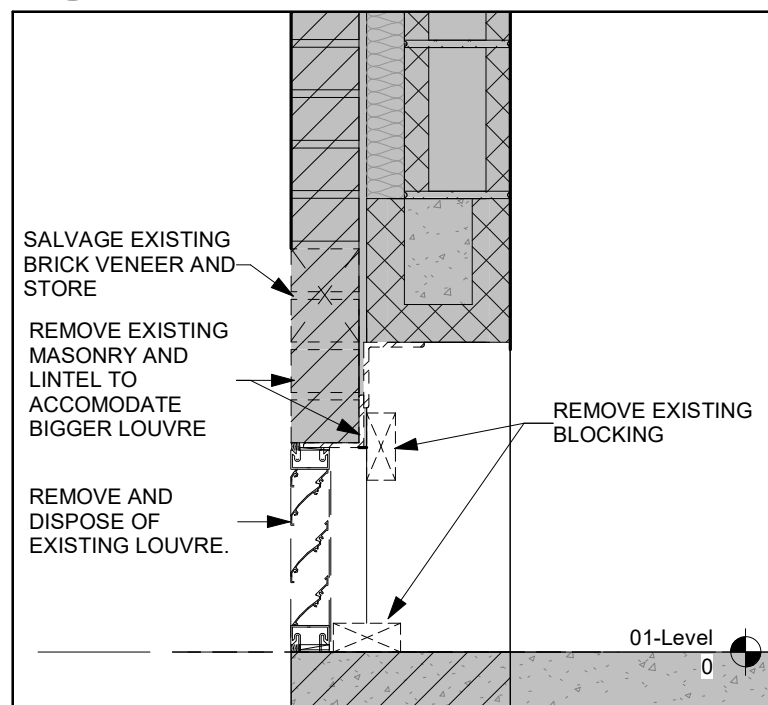 SALVAGE EXISTING
BRICK VENEER AND
STORE
REMOVE EXISTING
MASONRY AND
LINTEL TO
ACCOMODATE
BIGGER LOUVRE
REMOVE EXISTING
BLOCKING
REMOVE AND
DISPOSE OF
EXISTING LOUVRE.
01-Level
0